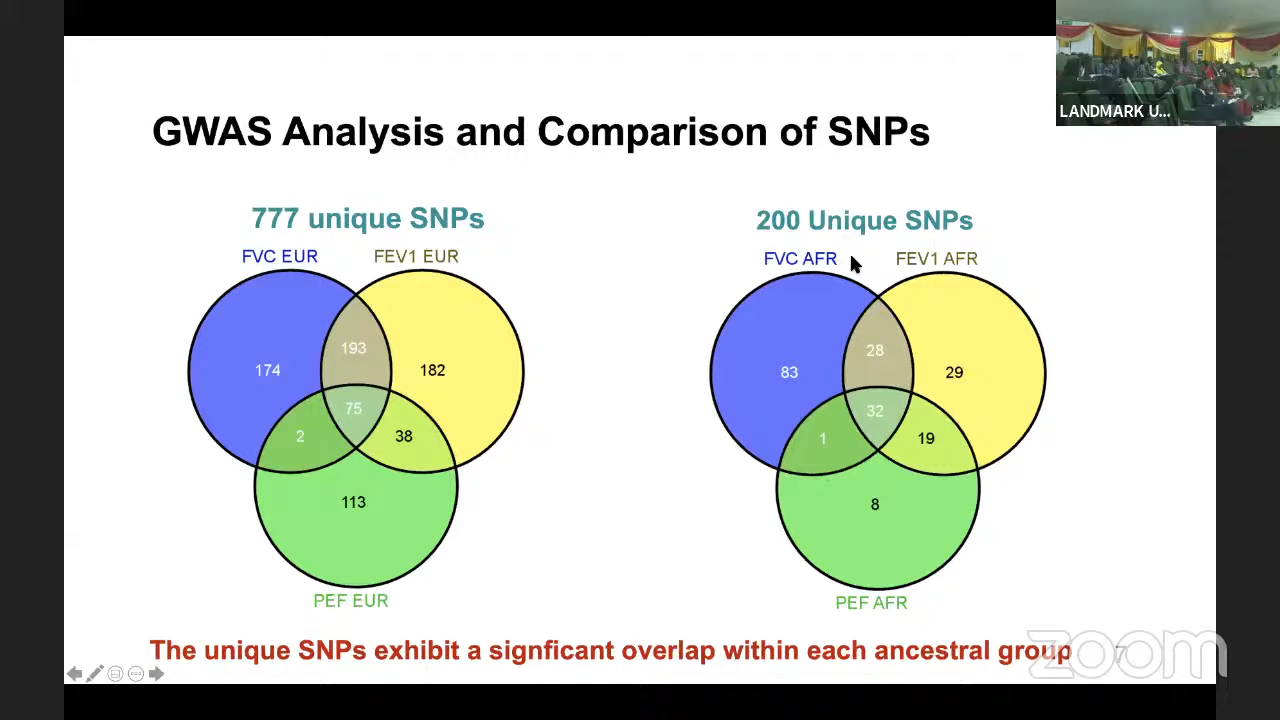 LANDMARK U...
GWAS Analysis and Comparison of SNPs
777 unique SNPs
FVC EUR
FEV1 EUR
174
193
182
75
2
38
113
PEF EUR
200 Unique SNPs
FVC AFR
FEV1 AFR
83
28
29
32
1
19
8
PEF AFR
The unique SNPs exhibit a signficant overlap within each ancestral group
7
zoom